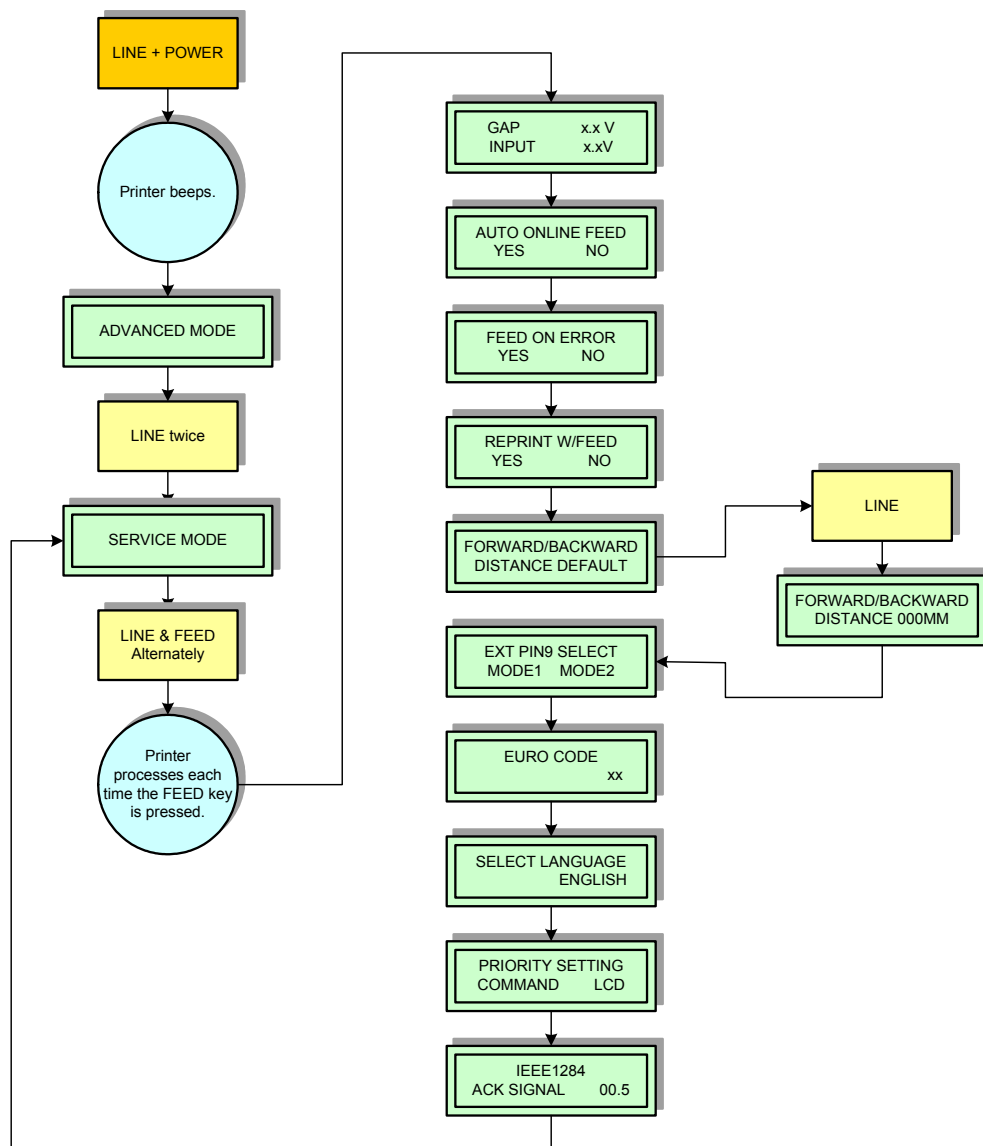 LINE + POWER
Printer beeps.
ADVANCED MODE
LINE twice
SERVICE MODE
LINE & FEED
Alternately
Printer
processes each
time the FEED key
is pressed.
GAP x.x V
INPUT x.xV
AUTO ONLINE FEED
YES NO
FEED ON ERROR
YES NO
REPRINT W/FEED
YES NO
FORWARD/BACKWARD
DISTANCE DEFAULT
LINE
FORWARD/BACKWARD
DISTANCE 000MM
EXT PIN9 SELECT
MODE1 MODE2
EURO CODE
xx
SELECT LANGUAGE
ENGLISH
PRIORITY SETTING
COMMAND LCD
IEEE1284
ACK SIGNAL 00.5